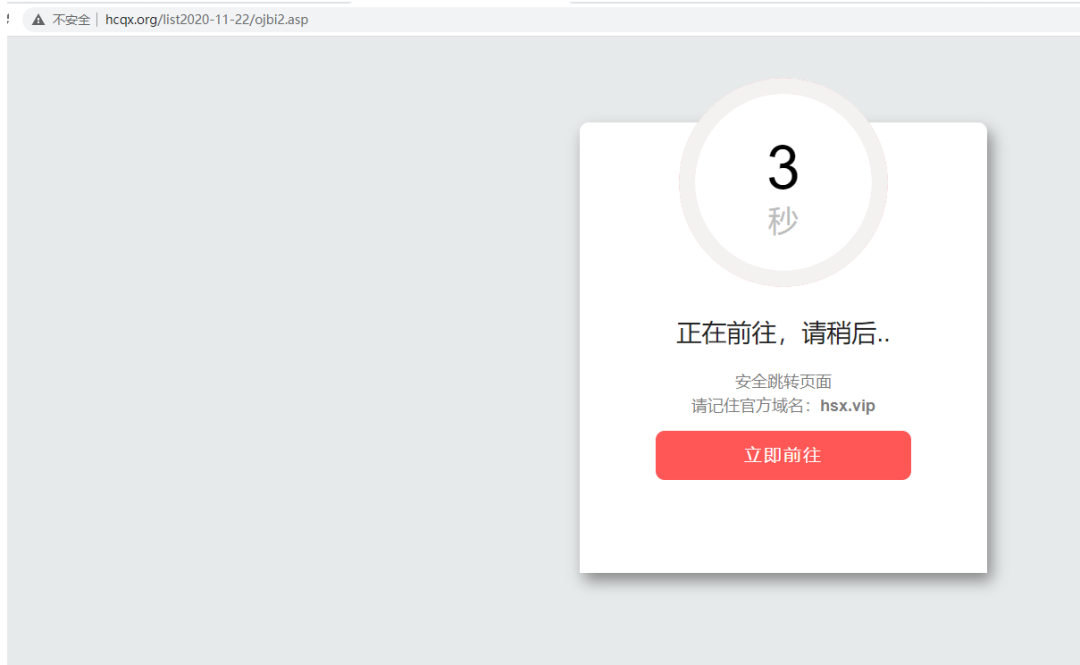 不安全 | hcqx.org/list2020-11-22/ojbi2.asp
3
秒
正在前往，请稍后..
安全跳转页面
请记住官方域名：hsx.vip
立即前往